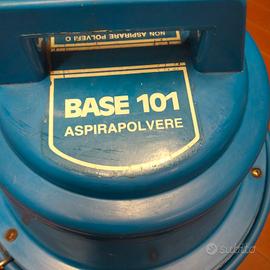 NON ASPIRARE POLVERI O
BASE 101
ASPIRAPOLVERE
subito